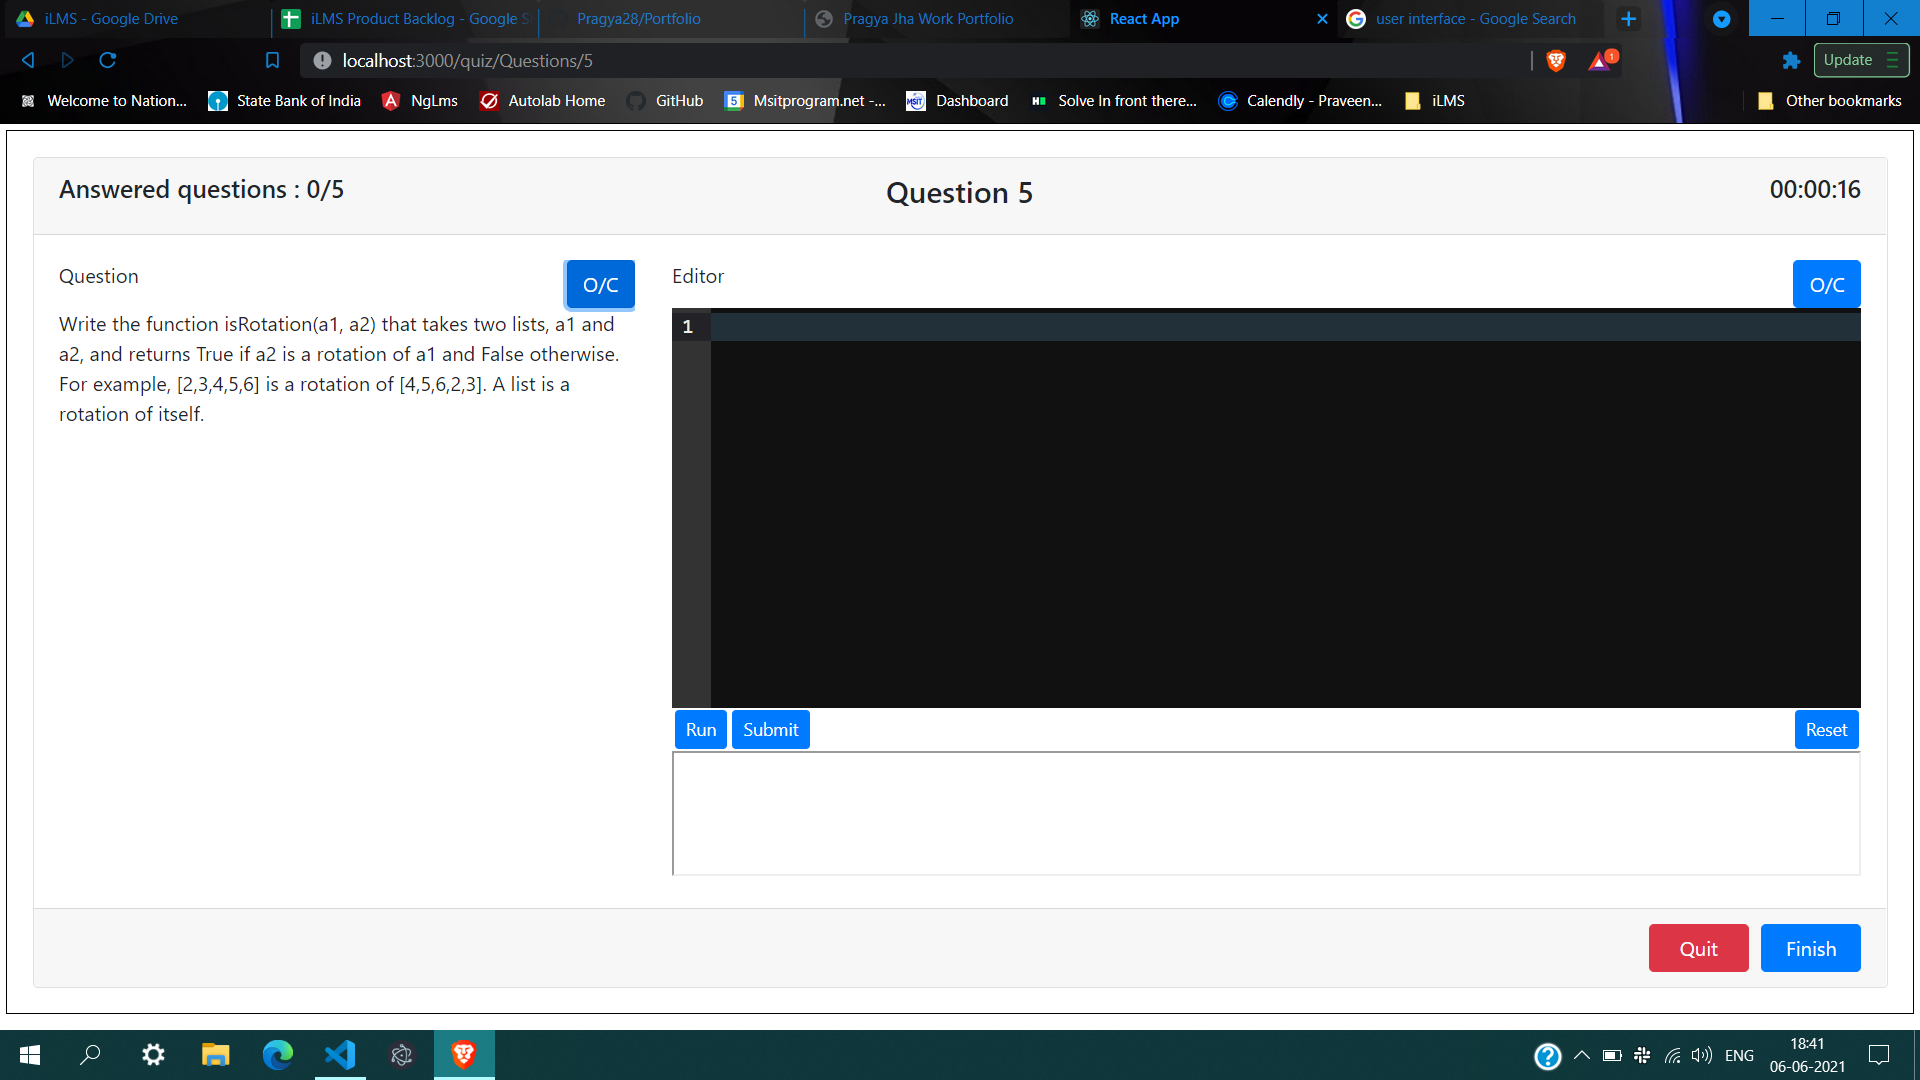 iLMS - Google Drive
iLMS Product Backlog - Google S
Pragya28/Portfolio
Pragya Jha Work Portfolio
React App
user interface - Google Search
localhost:3000/quiz/Questions/5
1
Update
Welcome to Nation...
State Bank of India
NgLms
Autolab Home
GitHub
5
Msitprogram.net -...
MSIT
Dashboard
Solve In front there...
Calendly - Praveen...
iLMS
Other bookmarks
Answered questions : 0/5
Question 5
00:00:16
Question
O/C
Write the function isRotation(a1, a2) that takes two lists, a1 and
a2, and returns True if a2 is a rotation of a1 and False otherwise.
For example, [2,3,4,5,6] is a rotation of [4,5,6,2,3]. A list is a
rotation of itself.
Editor
O/C
1
Run
Submit
Reset
Quit
Finish
ENG
18:41
06-06-2021